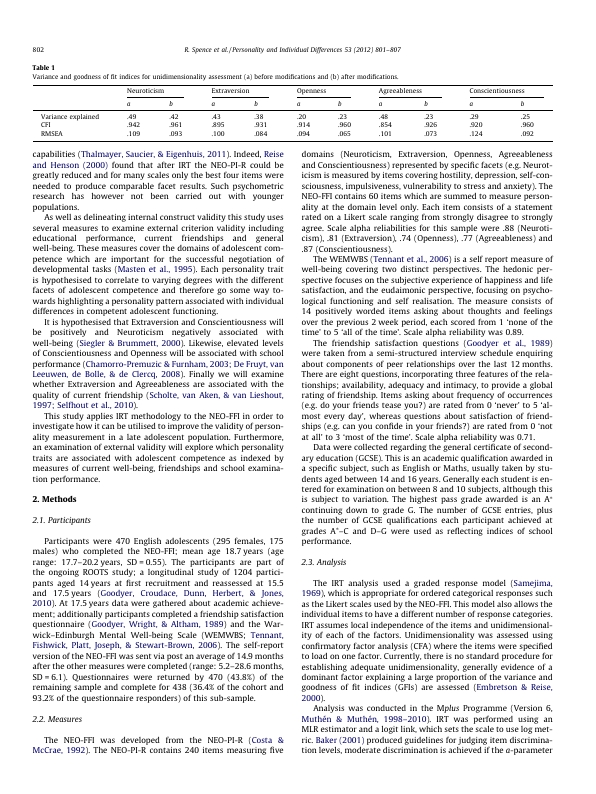 802
R. Spence et al./Personality and Individual Differences 53 (2012) 801–807
Table 1
Variance and goodness of fit indices for unidimensionality assessment (a) before modifications and (b) after modifications.
Neuroticism Extraversion Openness Agreeableness Conscientiousness
a b a b a b a b a b
Variance explained .49 .42 .43 .38 .20 .23 .48 .23 .29 .25
CFI .942 .961 .895 .931 .914 .960 .854 .926 .920 .960
RMSEA .109 .093 .100 .084 .094 .065 .101 .073 .124 .092
capabilities (Thalmayer, Saucier, & Eigenhuis, 2011). Indeed, Reise
and Henson (2000) found that after IRT the NEO-PI-R could be
greatly reduced and for many scales only the best four items were
needed to produce comparable facet results. Such psychometric
research has however not been carried out with younger
populations.
As well as delineating internal construct validity this study uses
several measures to examine external criterion validity including
educational performance, current friendships and general
well-being. These measures cover the domains of adolescent com-
petence which are important for the successful negotiation of
developmental tasks (Masten et al., 1995). Each personality trait
is hypothesised to correlate to varying degrees with the different
facets of adolescent competence and therefore go some way to-
wards highlighting a personality pattern associated with individual
differences in competent adolescent functioning.
It is hypothesised that Extraversion and Conscientiousness will
be positively and Neuroticism negatively associated with
well-being (Siegler & Brummett, 2000). Likewise, elevated levels
of Conscientiousness and Openness will be associated with school
performance (Chamorro-Premuzic & Furnham, 2003; De Fruyt, van
Leeuwen, de Bolle, & de Clercq, 2008). Finally we will examine
whether Extraversion and Agreeableness are associated with the
quality of current friendship (Scholte, van Aken, & van Lieshout,
1997; Selfhout et al., 2010).
This study applies IRT methodology to the NEO-FFI in order to
investigate how it can be utilised to improve the validity of person-
ality measurement in a late adolescent population. Furthermore,
an examination of external validity will explore which personality
traits are associated with adolescent competence as indexed by
measures of current well-being, friendships and school examina-
tion performance.
2. Methods
2.1. Participants
Participants were 470 English adolescents (295 females, 175
males) who completed the NEO-FFI; mean age 18.7 years (age
range: 17.7–20.2 years, SD = 0.55). The participants are part of
the ongoing ROOTS study; a longitudinal study of 1204 partici-
pants aged 14 years at first recruitment and reassessed at 15.5
and 17.5 years (Goodyer, Croudace, Dunn, Herbert, & Jones,
2010). At 17.5 years data were gathered about academic achieve-
ment; additionally participants completed a friendship satisfaction
questionnaire (Goodyer, Wright, & Altham, 1989) and the War-
wick–Edinburgh Mental Well-being Scale (WEMWBS; Tennant,
Fishwick, Platt, Joseph, & Stewart-Brown, 2006). The self-report
version of the NEO-FFI was sent via post an average of 14.9 months
after the other measures were completed (range: 5.2–28.6 months,
SD = 6.1). Questionnaires were returned by 470 (43.8%) of the
remaining sample and complete for 438 (36.4% of the cohort and
93.2% of the questionnaire responders) of this sub-sample.
2.2. Measures
The NEO-FFI was developed from the NEO-PI-R (Costa &
McCrae, 1992). The NEO-PI-R contains 240 items measuring five
domains (Neuroticism, Extraversion, Openness, Agreeableness
and Conscientiousness) represented by specific facets (e.g. Neurot-
icism is measured by items covering hostility, depression, self-con-
sciousness, impulsiveness, vulnerability to stress and anxiety). The
NEO-FFI contains 60 items which are summed to measure person-
ality at the domain level only. Each item consists of a statement
rated on a Likert scale ranging from strongly disagree to strongly
agree. Scale alpha reliabilities for this sample were .88 (Neuroti-
cism), .81 (Extraversion), .74 (Openness), .77 (Agreeableness) and
.87 (Conscientiousness).
The WEMWBS (Tennant et al., 2006) is a self report measure of
well-being covering two distinct perspectives. The hedonic per-
spective focuses on the subjective experience of happiness and life
satisfaction, and the eudaimonic perspective, focusing on psycho-
logical functioning and self realisation. The measure consists of
14 positively worded items asking about thoughts and feelings
over the previous 2 week period, each scored from 1 ‘none of the
time’ to 5 ‘all of the time’. Scale alpha reliability was 0.89.
The friendship satisfaction questions (Goodyer et al., 1989)
were taken from a semi-structured interview schedule enquiring
about components of peer relationships over the last 12 months.
There are eight questions, incorporating three features of the rela-
tionships; availability, adequacy and intimacy, to provide a global
rating of friendship. Items asking about frequency of occurrences
(e.g. do your friends tease you?) are rated from 0 ‘never’ to 5 ‘al-
most every day’, whereas questions about satisfaction of friend-
ships (e.g. can you confide in your friends?) are rated from 0 ‘not
at all’ to 3 ‘most of the time’. Scale alpha reliability was 0.71.
Data were collected regarding the general certificate of second-
ary education (GCSE). This is an academic qualification awarded in
a specific subject, such as English or Maths, usually taken by stu-
dents aged between 14 and 16 years. Generally each student is en-
tered for examination on between 8 and 10 subjects, although this
is subject to variation. The highest pass grade awarded is an A*
continuing down to grade G. The number of GCSE entries, plus
the number of GCSE qualifications each participant achieved at
grades A*–C and D–G were used as reflecting indices of school
performance.
2.3. Analysis
The IRT analysis used a graded response model (Samejima,
1969), which is appropriate for ordered categorical responses such
as the Likert scales used by the NEO-FFI. This model also allows the
individual items to have a different number of response categories.
IRT assumes local independence of the items and unidimensional-
ity of each of the factors. Unidimensionality was assessed using
confirmatory factor analysis (CFA) where the items were specified
to load on one factor. Currently, there is no standard procedure for
establishing adequate unidimensionality, generally evidence of a
dominant factor explaining a large proportion of the variance and
goodness of fit indices (GFIs) are assessed (Embretson & Reise,
2000).
Analysis was conducted in the Mplus Programme (Version 6,
Muthén & Muthén, 1998–2010). IRT was performed using an
MLR estimator and a logit link, which sets the scale to use log met-
ric. Baker (2001) produced guidelines for judging item discrimina-
tion levels, moderate discrimination is achieved if the a-parameter